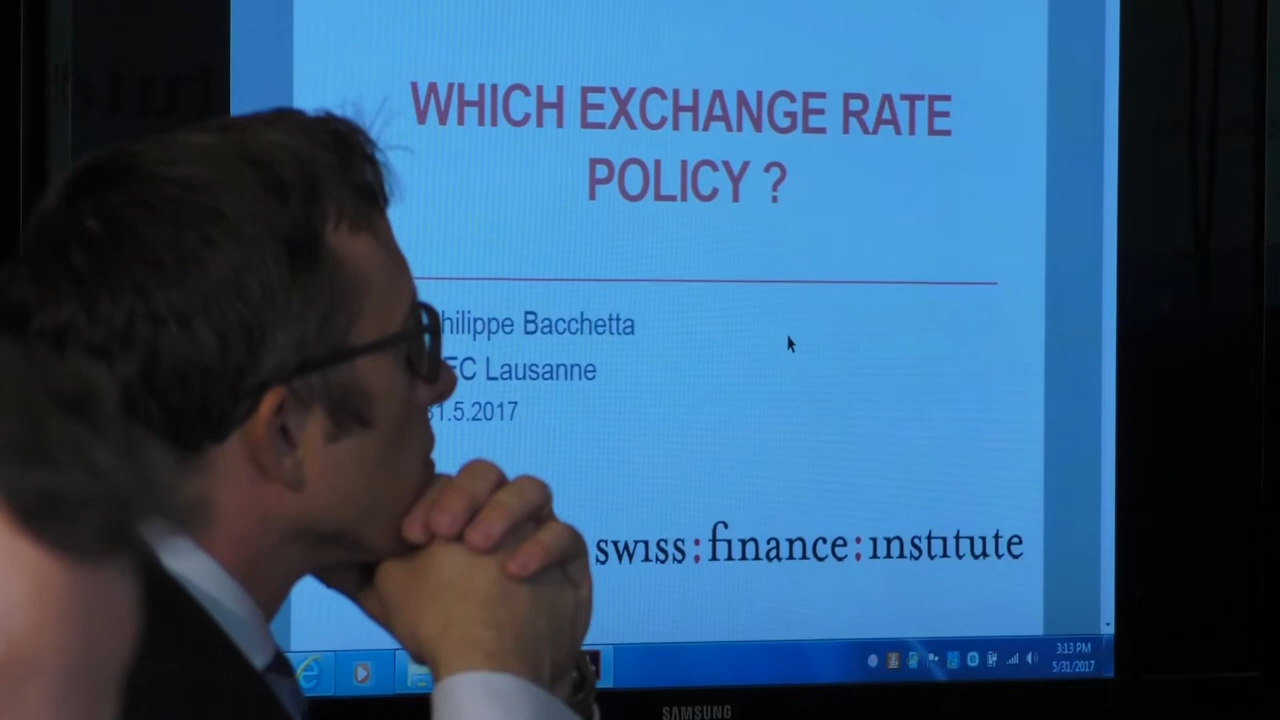 WHICH EXCHANGE RATE
POLICY ?
hilippe Bacchetta
EC Lausanne
31.5.2017
swiss:finance:institute
3:13 PM
5/31/2017
SAMSUNG